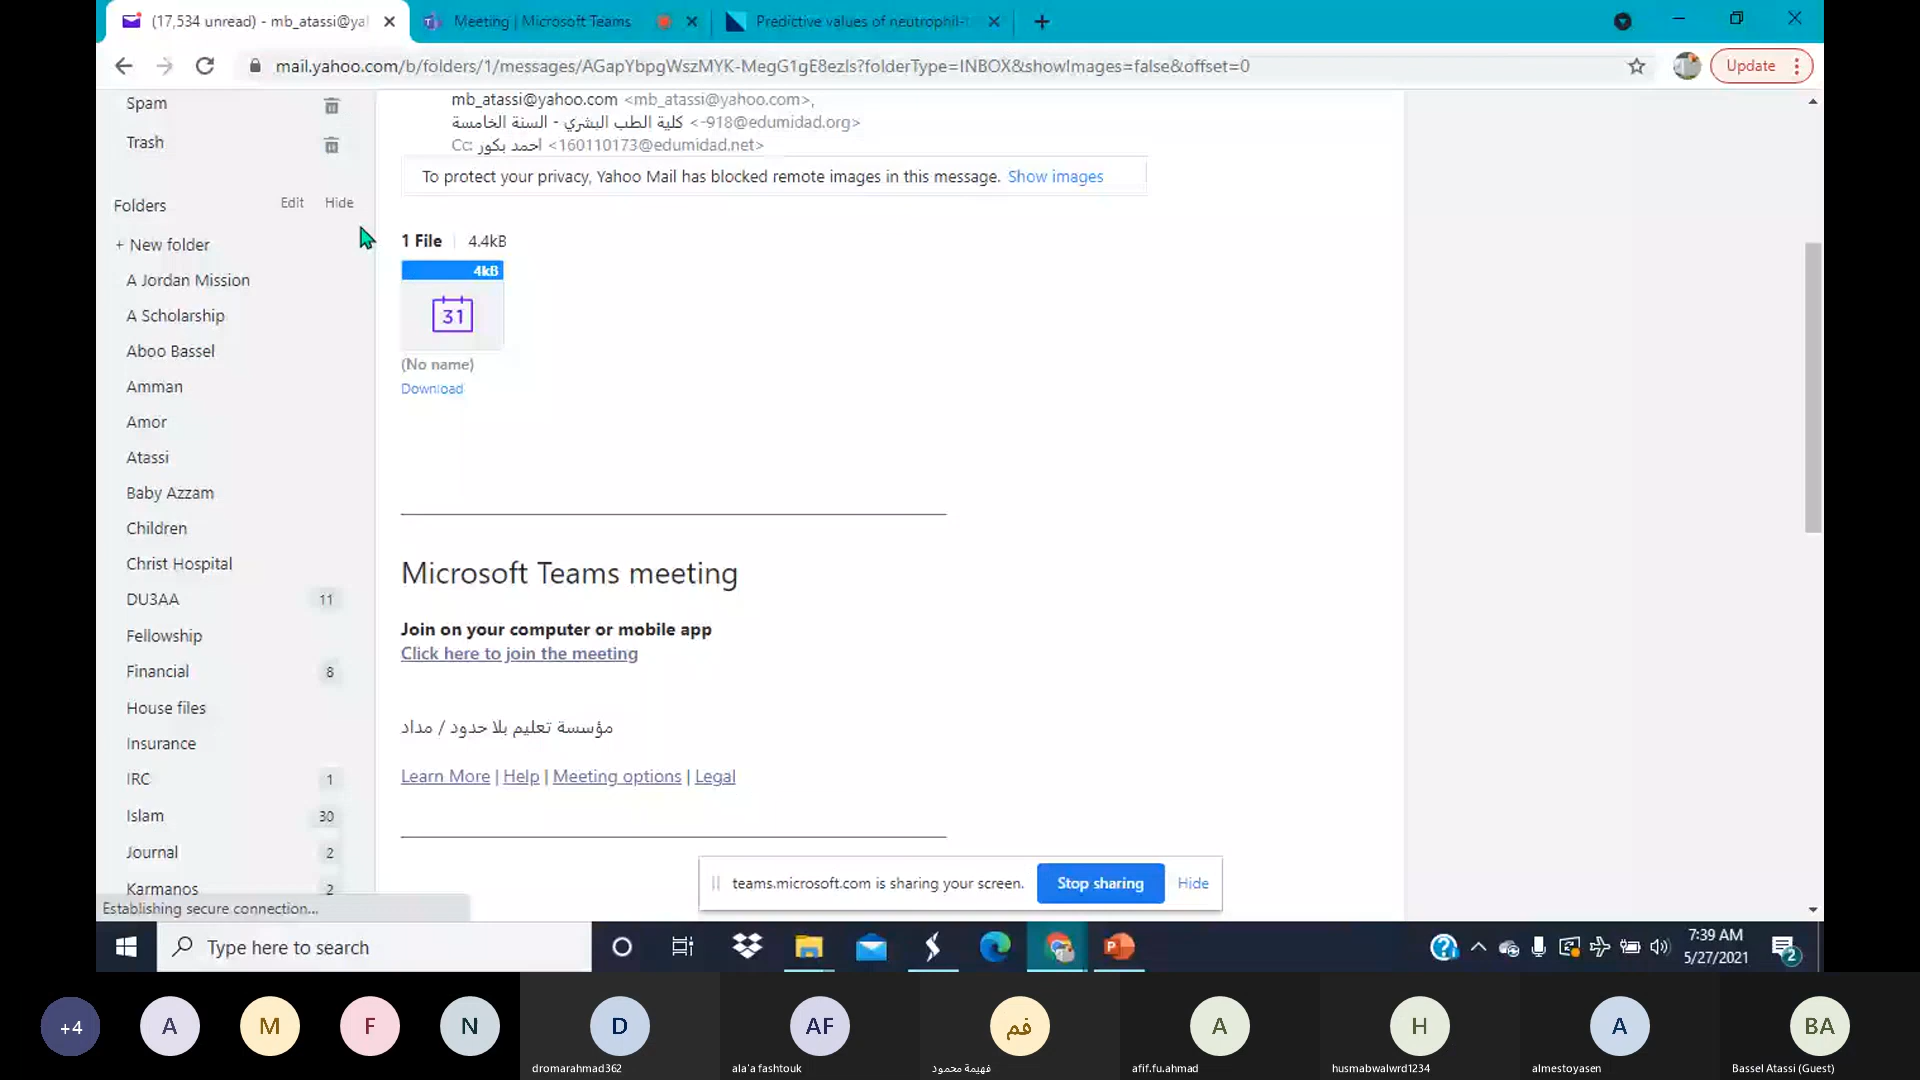 (17,534 unread) - mb_atassi@yal
Meeting | Microsoft Teams
Predictive values of neutrophil-t
mail.yahoo.com/b/folders/1/messages/AGapYbpgWszMYK-MegG1gE8ezls?folderType=INBOX&showImages=false&offset=0
Update
Spam
Trash
Folders
Edit
Hide
+ New folder
A Jordan Mission
A Scholarship
Aboo Bassel
Amman
Amor
Atassi
Baby Azzam
Children
Christ Hospital
DU3AA 11
Fellowship
Financial 8
House files
Insurance
IRC 1
Islam 30
Journal 2
Karmanos 2
Establishing secure connection...
mb_atassi@yahoo.com <mb_atassi@yahoo.com>,
كلية الطب البشري - السنة الخامسة <-918@edumidad.org>
Cc: احمد بكور <160110173@edumidad.net>
To protect your privacy, Yahoo Mail has blocked remote images in this message. Show images
1 File 4.4kB
4kB
31
(No name)
Download
Microsoft Teams meeting
Join on your computer or mobile app
Click here to join the meeting
مؤسسة تعليم بلا حدود / مداد
Learn More | Help | Meeting options | Legal
teams.microsoft.com is sharing your screen.
Stop sharing
Hide
Type here to search
7:39 AM
5/27/2021
2
+4
A
M
F
N
D
AF
فم
A
H
A
BA
dromarahmad362
ala'a fashtouk
فهيمة محمود
afif.fu.ahmad
husmabwalwrd1234
almestoyasen
Bassel Atassi (Guest)